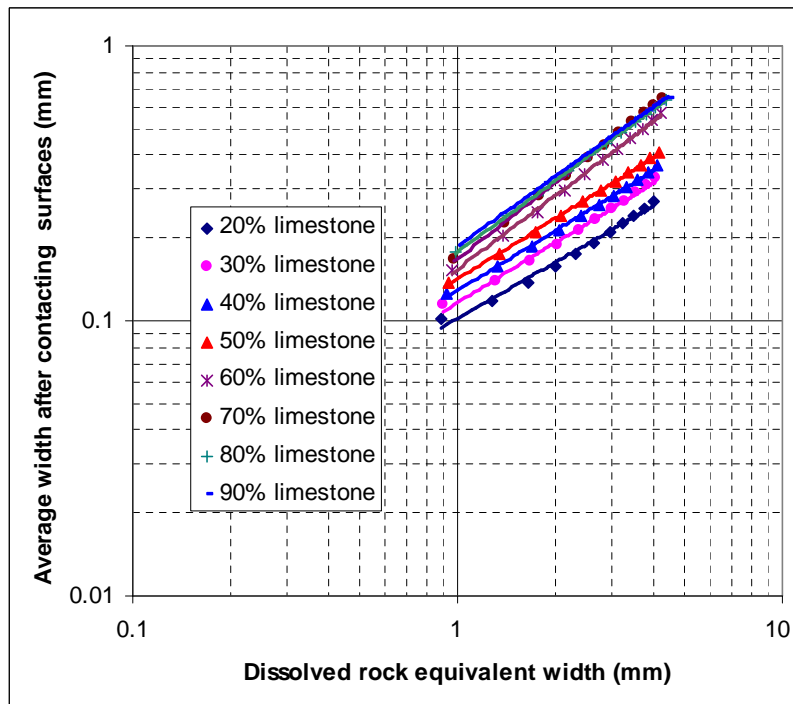 1
0.1
0.01
0.1
1
10
Average width after contacting surfaces (mm)
Dissolved rock equivalent width (mm)
20% limestone
30% limestone
40% limestone
50% limestone
60% limestone
70% limestone
80% limestone
90% limestone